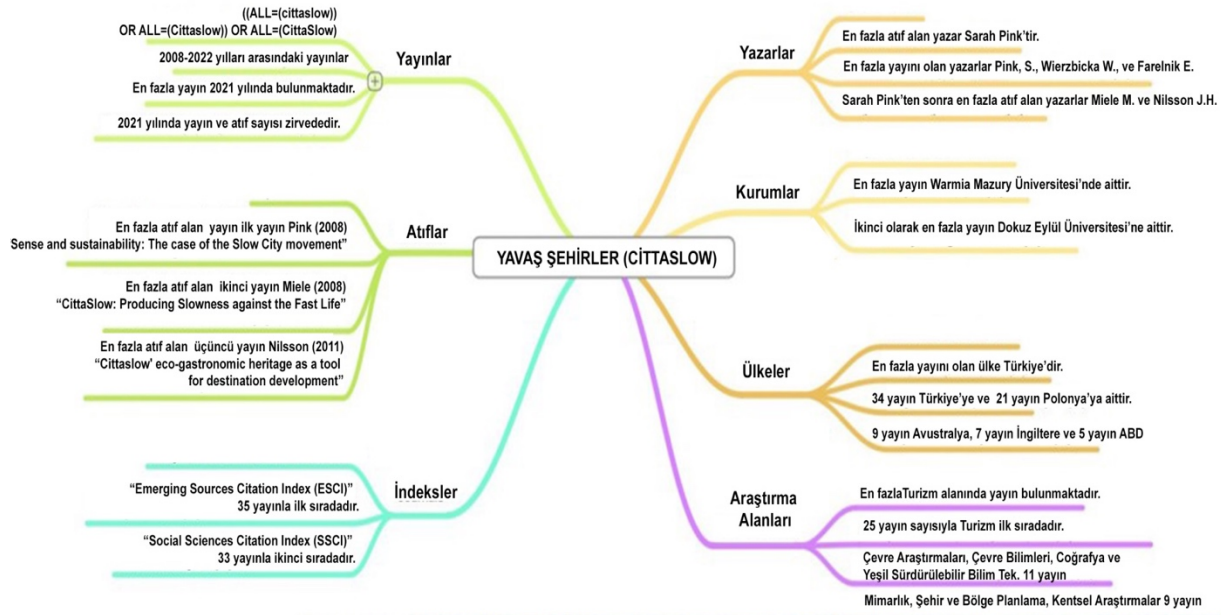 ((ALL=(cittaslow))
OR ALL=(Cittaslow)) OR ALL=(CittaSlow)
2008-2022 yılları arasındaki yayınlar
En fazla yayın 2021 yılında bulunmaktadır.
2021 yılında yayın ve atıf sayısı zirvededir.
Yayınlar
En fazla atıf alan yayın ilk yayın Pink (2008)
Sense and sustainability: The case of the Slow City movement”
En fazla atıf alan ikinci yayın Miele (2008)
“CittaSlow: Producing Slowness against the Fast Life”
En fazla atıf alan üçüncü yayın Nilsson (2011)
“Cittaslow' eco-gastronomic heritage as a tool
for destination development”
Atıflar
“Emerging Sources Citation Index (ESCI)”
35 yayınla ilk sıradadır.
“Social Sciences Citation Index (SSCI)”
33 yayınla ikinci sıradadır.
İndeksler
YAVAŞ ŞEHİRLER (CİTTASLOW)
Yazarlar
En fazla atıf alan yazar Sarah Pink’tir.
En fazla yayını olan yazarlar Pink, S., Wierzbicka W., ve Farelnik E.
Sarah Pink’ten sonra en fazla atıf alan yazarlar Miele M. ve Nilsson J.H.
Kurumlar
En fazla yayın Warmia Mazury Üniversitesi’nde aittir.
İkinci olarak en fazla yayın Dokuz Eylül Üniversitesi’ne aittir.
Ülkeler
En fazla yayını olan ülke Türkiye’dir.
34 yayın Türkiye’ye ve 21 yayın Polonya’ya aittir.
9 yayın Avustralya, 7 yayın İngiltere ve 5 yayın ABD
Araştırma
Alanları
En fazlaTurizm alanında yayın bulunmaktadır.
25 yayın sayısıyla Turizm ilk sıradadır.
Çevre Araştırmaları, Çevre Bilimleri, Coğrafya ve
Yeşil Sürdürülebilir Bilim Tek. 11 yayın
Mimarlık, Şehir ve Bölge Planlama, Kentsel Araştırmalar 9 yayın